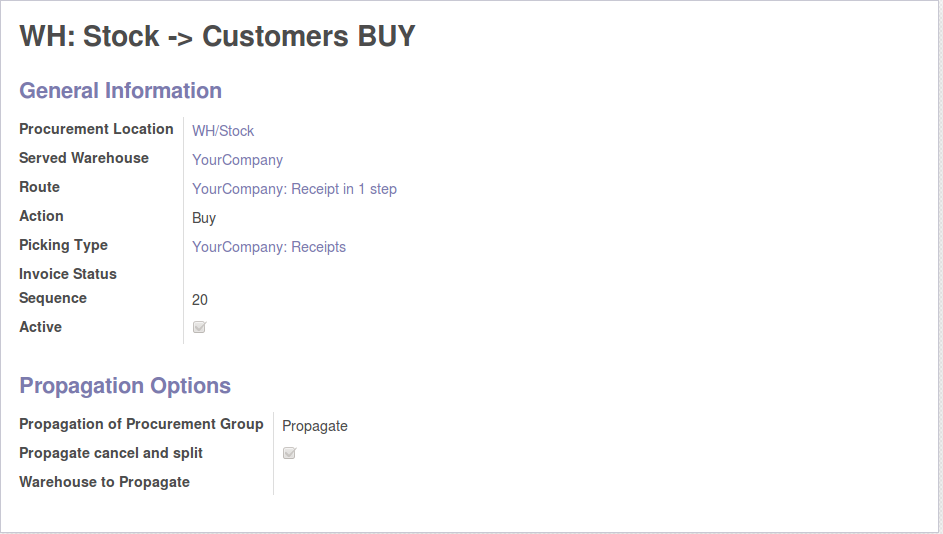 WH: Stock -> Customers BUY
General Information
Procurement Location WH/Stock
Served Warehouse YourCompany
Route YourCompany: Receipt in 1 step
Action Buy
Picking Type YourCompany: Receipts
Invoice Status
Sequence 20
Active
Propagation Options
Propagation of Procurement Group Propagate
Propagate cancel and split
Warehouse to Propagate